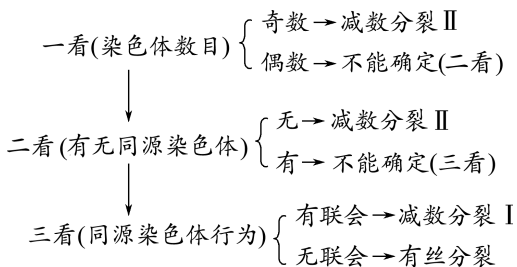 奇数→减数分裂Ⅱ
一看(染色体数目)
偶数→不能确定(二看)
无→减数分裂Ⅱ
二看(有无同源染色体)
有→不能确定(三看)
有联会→减数分裂Ⅰ
三看(同源染色体行为)
无联会→有丝分裂